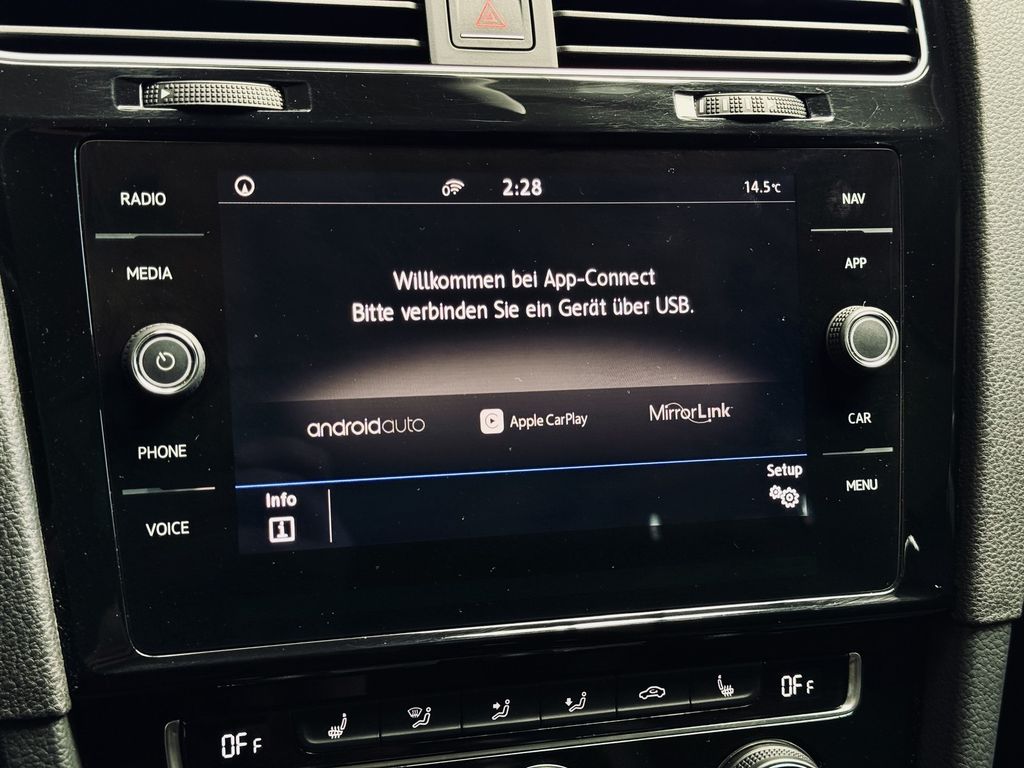 RADIO
MEDIA
PHONE
VOICE
2:28
14.5°C
Willkommen bei App-Connect
Bitte verbinden Sie ein Gerät über USB.
androidauto
Apple CarPlay
MirrorLink
Info
Setup
NAV
APP
CAR
MENU
OFF
OFF